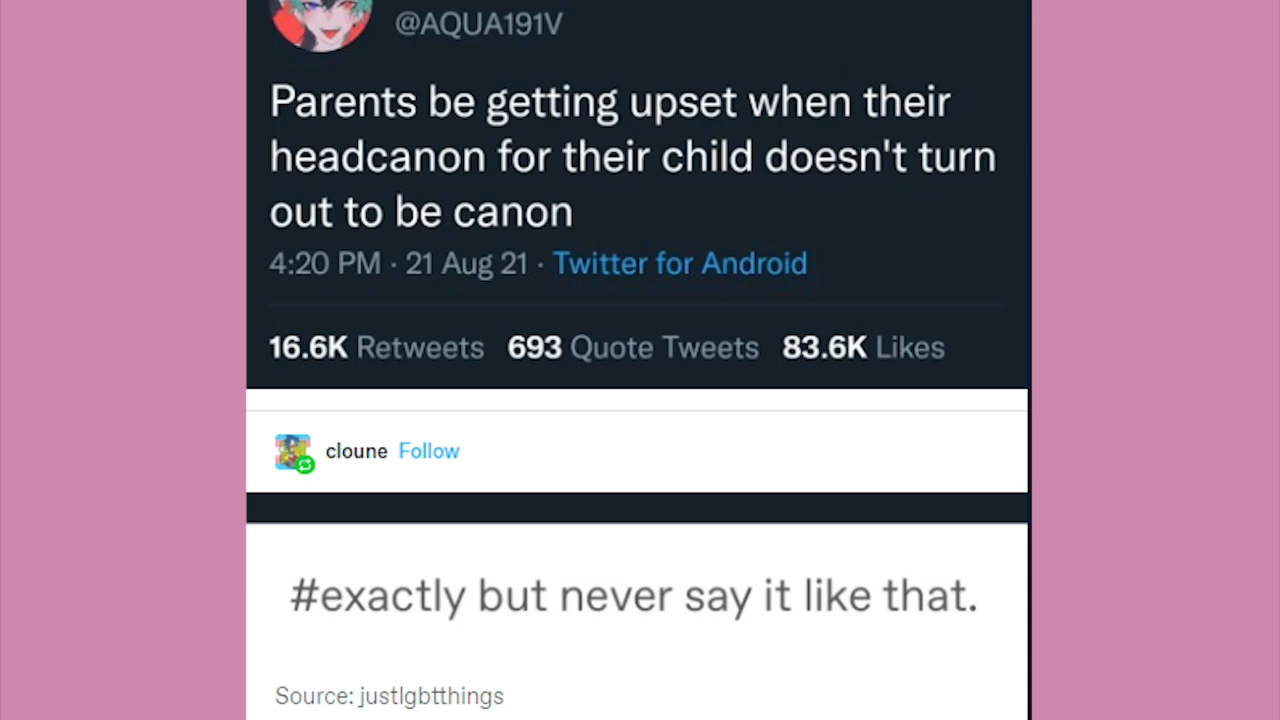 @AQUA191V
Parents be getting upset when their
headcanon for their child doesn't turn
out to be canon
4:20 PM · 21 Aug 21 · Twitter for Android
16.6K Retweets 693 Quote Tweets 83.6K Likes
cloune Follow
#exactly but never say it like that.
Source: justlgbtthings